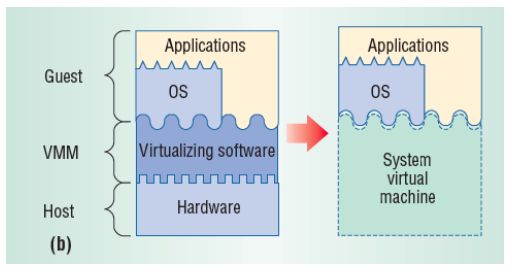 Applications
Guest
OS
VMM
Virtualizing software
Host
Hardware
(b)
Applications
OS
System
virtual
machine